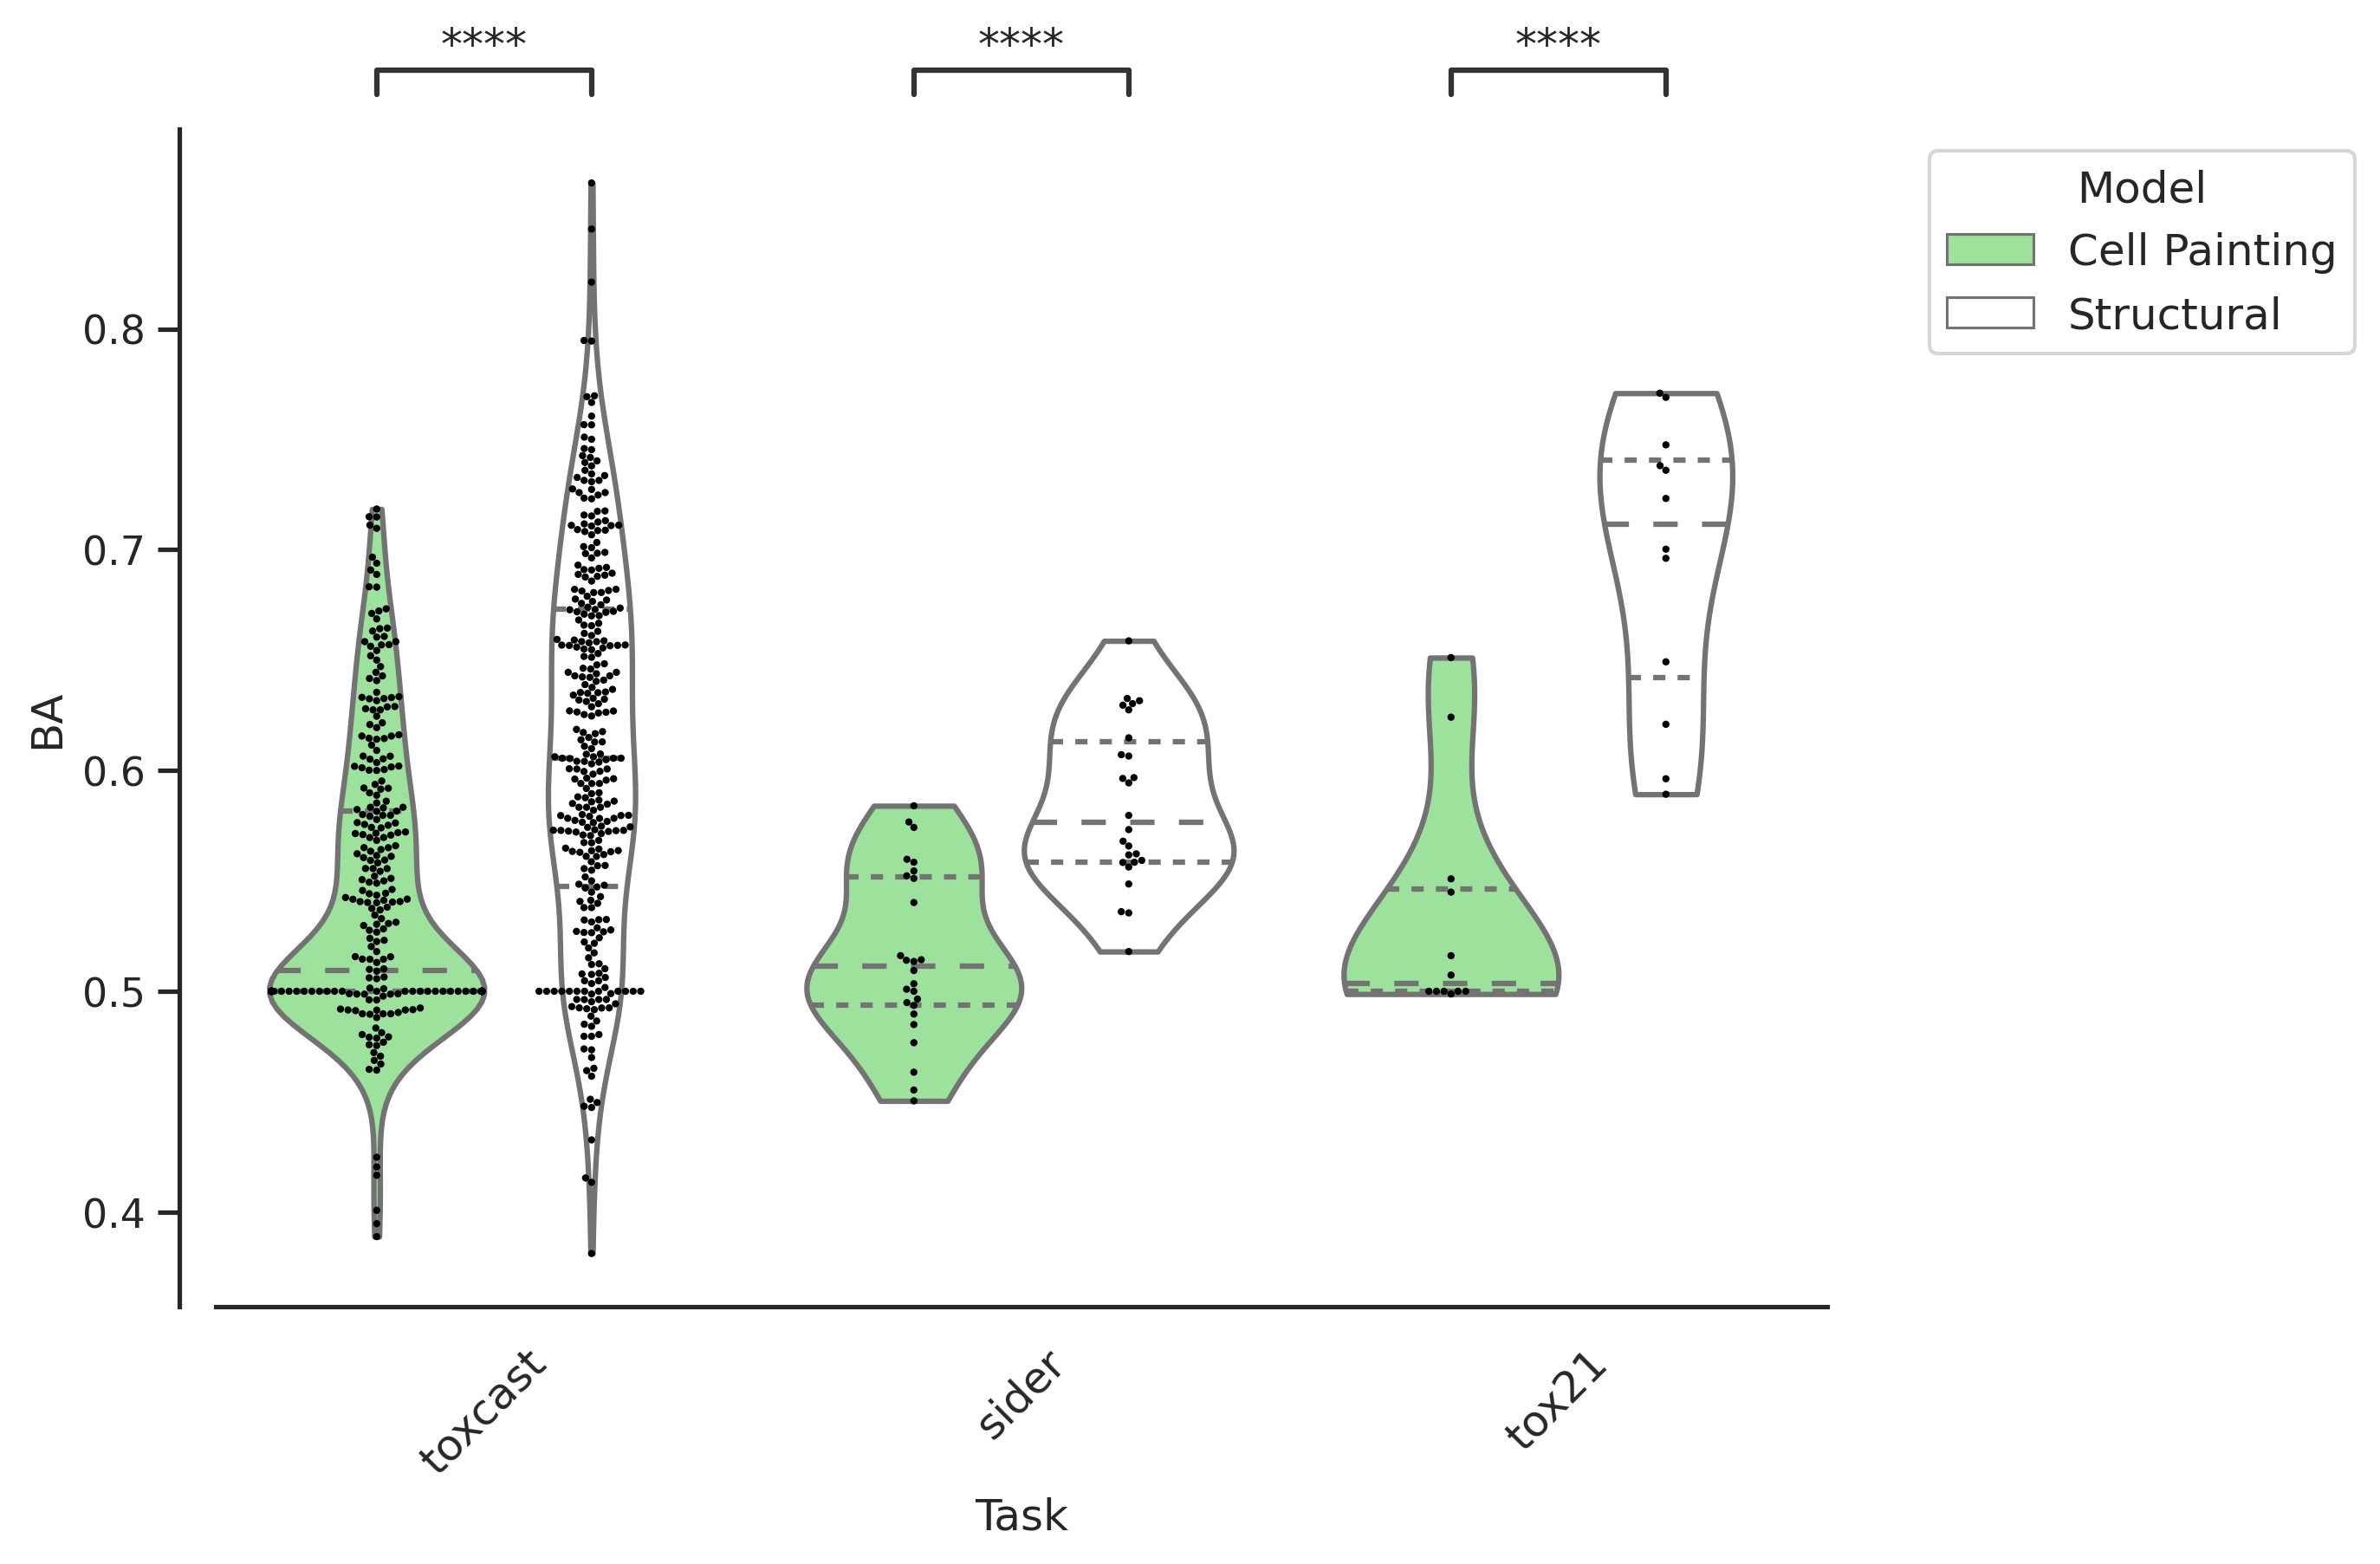 **** **** ****
Model
Cell Painting
Structural
BA
0.8
0.7
0.6
0.5
0.4
toxcast sider tox21
Task